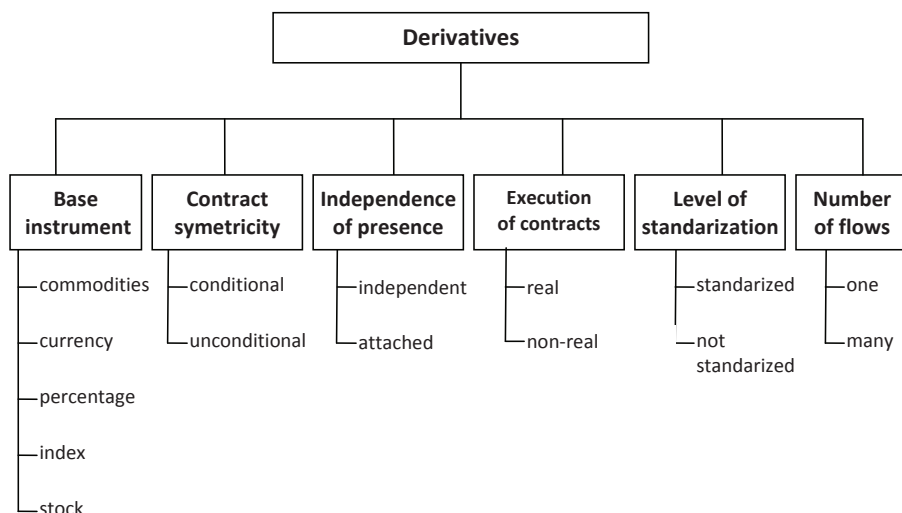 Derivatives
Base
instrument
Contract
symetricity
Independence
of presence
Execution
of contracts
Level of
standarization
Number
of flows
commodities
currency
percentage
index
stock
conditional
unconditional
independent
attached
real
non-real
standarized
not
standarized
one
many